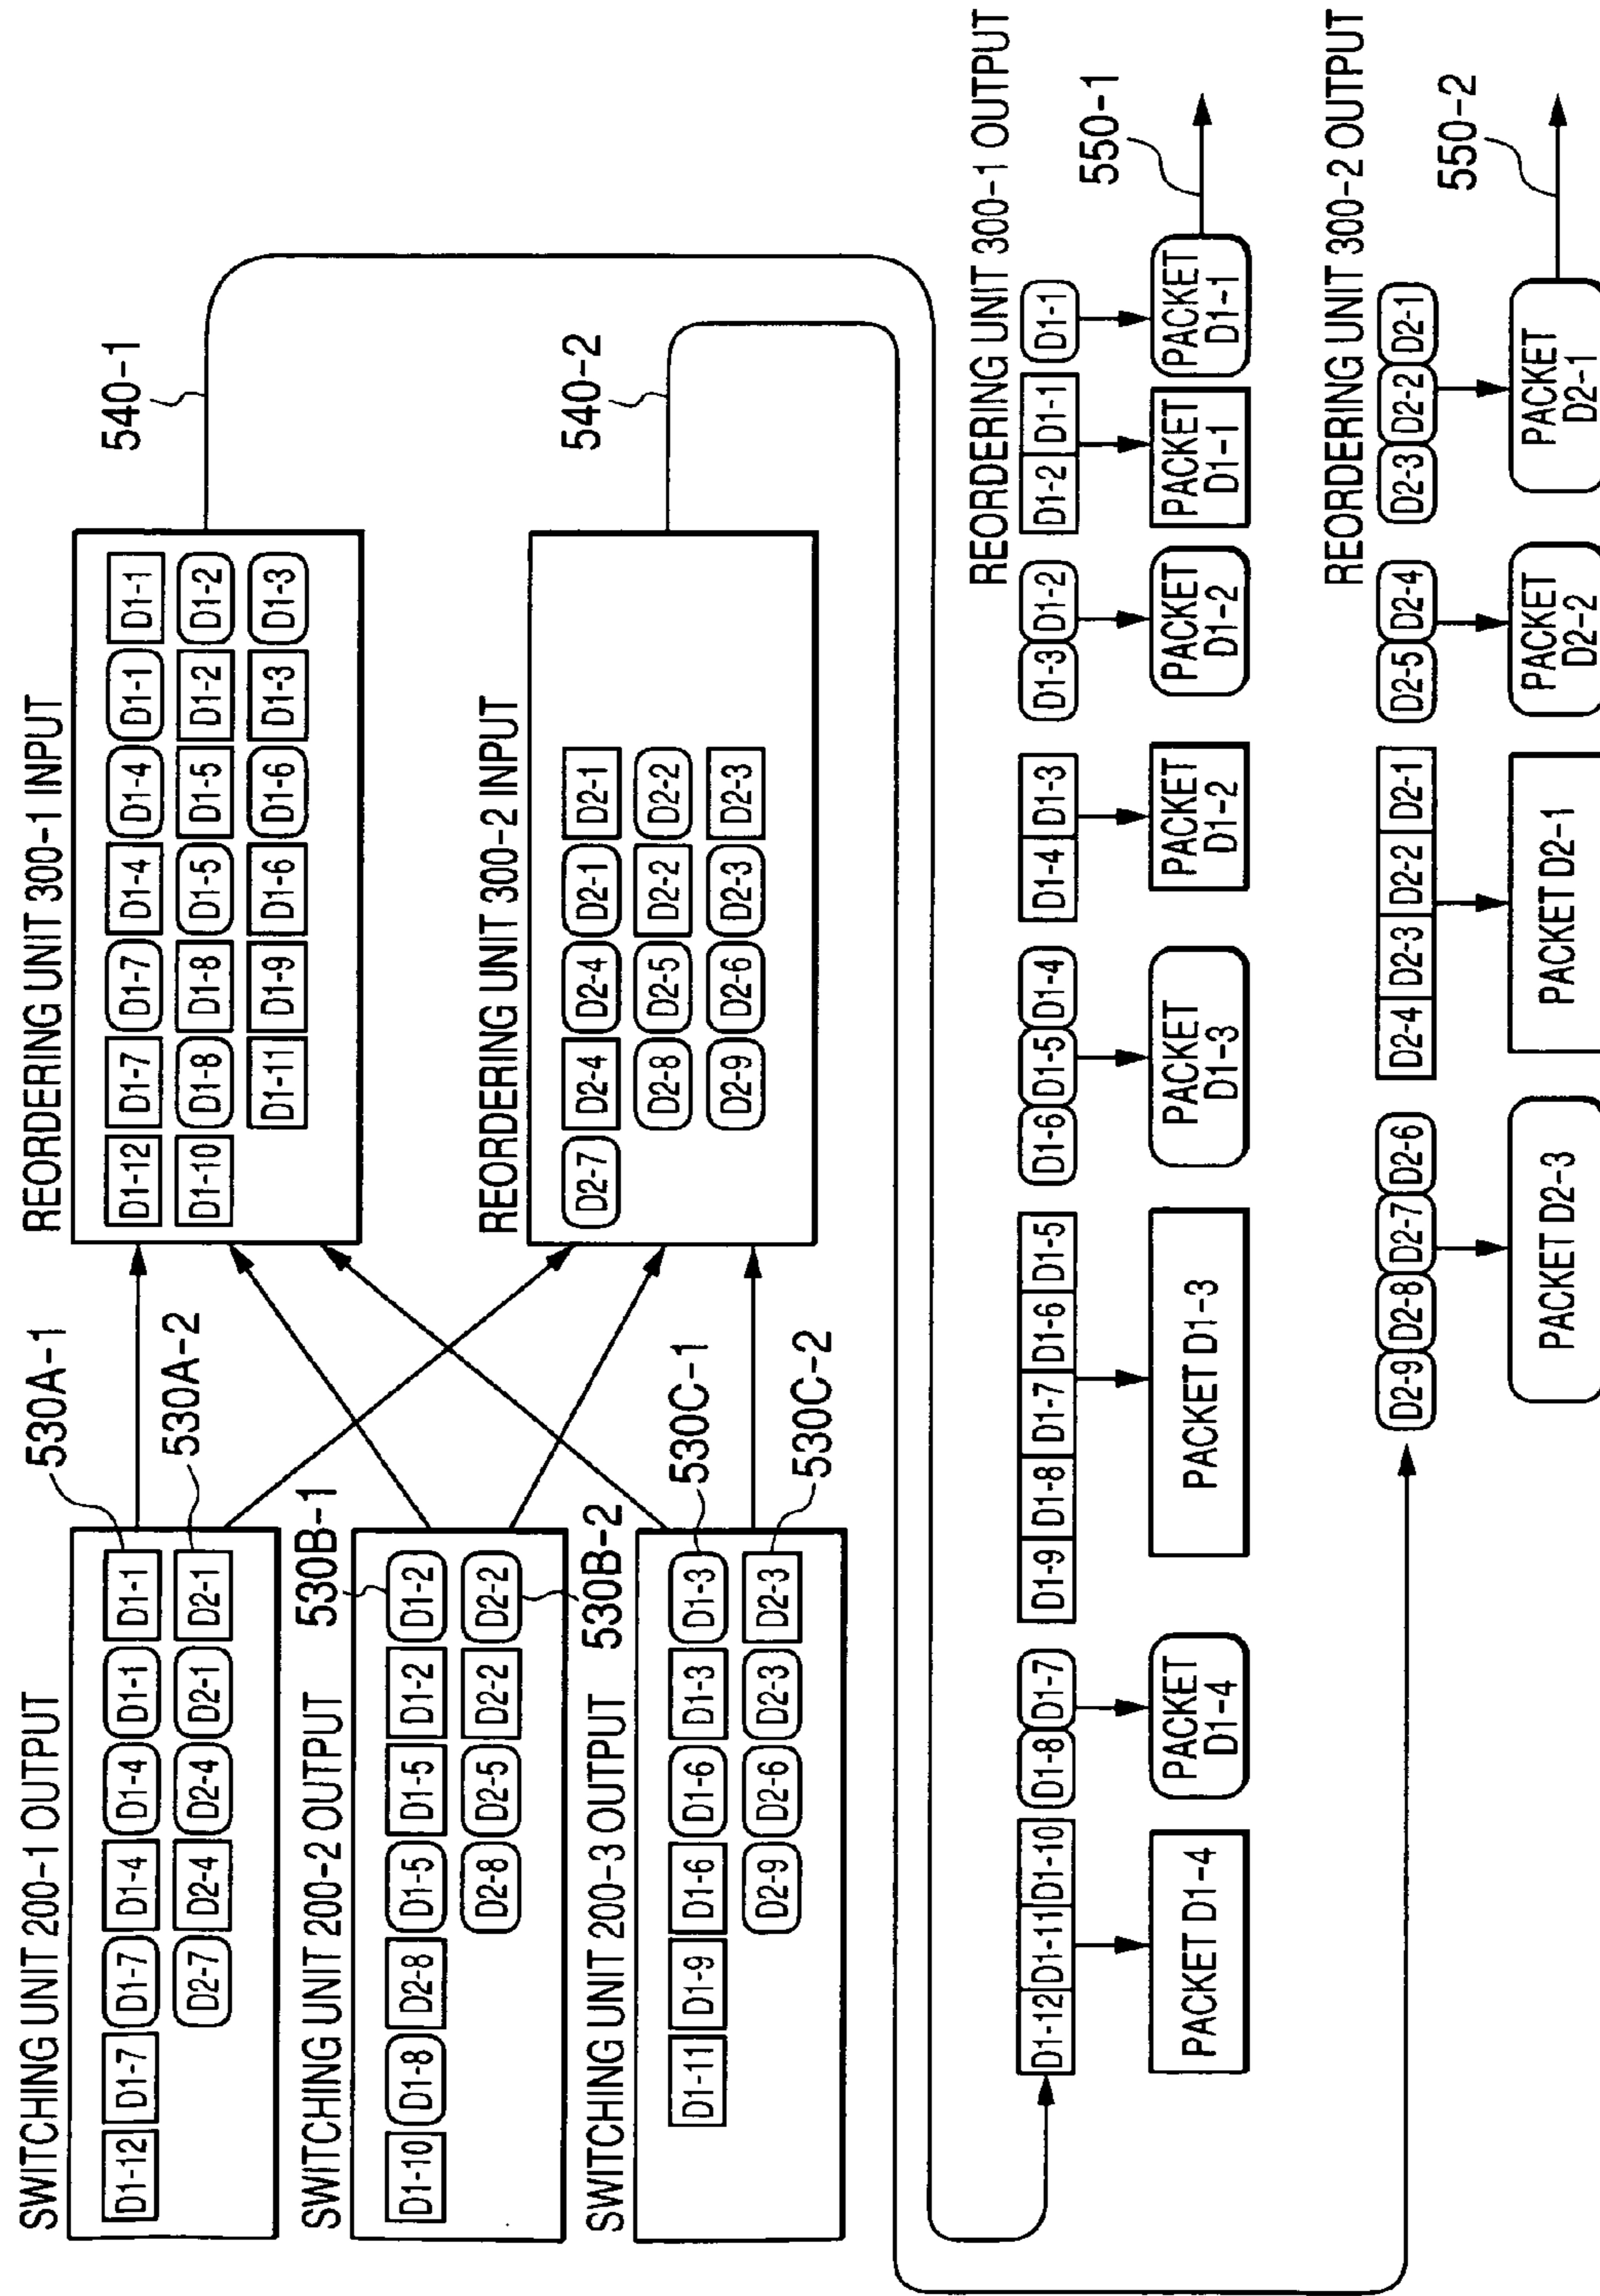 SWITCHING UNIT 200-1 OUTPUT
D1-12 D1-7 D1-7 D1-4 D1-4 D1-1 D1-1
D2-7 D2-4 D2-4 D2-1 D2-1
530A-1
530A-2
SWITCHING UNIT 200-2 OUTPUT
D1-10 D1-8 D2-8 D1-5 D1-5 D1-2 D1-2
D2-8 D2-5 D2-2 D2-2
530B-1
530B-2
SWITCHING UNIT 200-3 OUTPUT
D1-11 D1-9 D1-6 D1-6 D1-3 D1-3
D2-9 D2-6 D2-3 D2-3
530C-1
530C-2
REORDERING UNIT 300-1 INPUT
D1-12 D1-7 D1-7 D1-4 D1-4 D1-1 D1-1
D1-10 D1-8 D1-8 D1-5 D1-5 D1-2 D1-2
D1-11 D1-9 D1-6 D1-6 D1-3 D1-3
540-1
REORDERING UNIT 300-2 INPUT
D2-7 D2-4 D2-4 D2-1 D2-1
D2-8 D2-5 D2-2 D2-2
D2-9 D2-6 D2-3 D2-3
540-2
REORDERING UNIT 300-1 OUTPUT
D1-12 D1-11 D1-10 D1-8 D1-7 D1-9 D1-8 D1-7 D1-6 D1-5 D1-6 D1-5 D1-4 D1-4 D1-3 D1-3 D1-2 D1-2 D1-1 D1-1
550-1
PACKET D1-4
PACKET
D1-4
PACKET D1-3
PACKET
D1-3
PACKET
D1-2
PACKET
D1-2
PACKET
D1-1
PACKET
D1-1
REORDERING UNIT 300-2 OUTPUT
D2-9 D2-8 D2-7 D2-6 D2-4 D2-3 D2-2 D2-1 D2-5 D2-4 D2-3 D2-2 D2-1
550-2
PACKET D2-3
PACKET D2-1
PACKET
D2-2
PACKET
D2-1